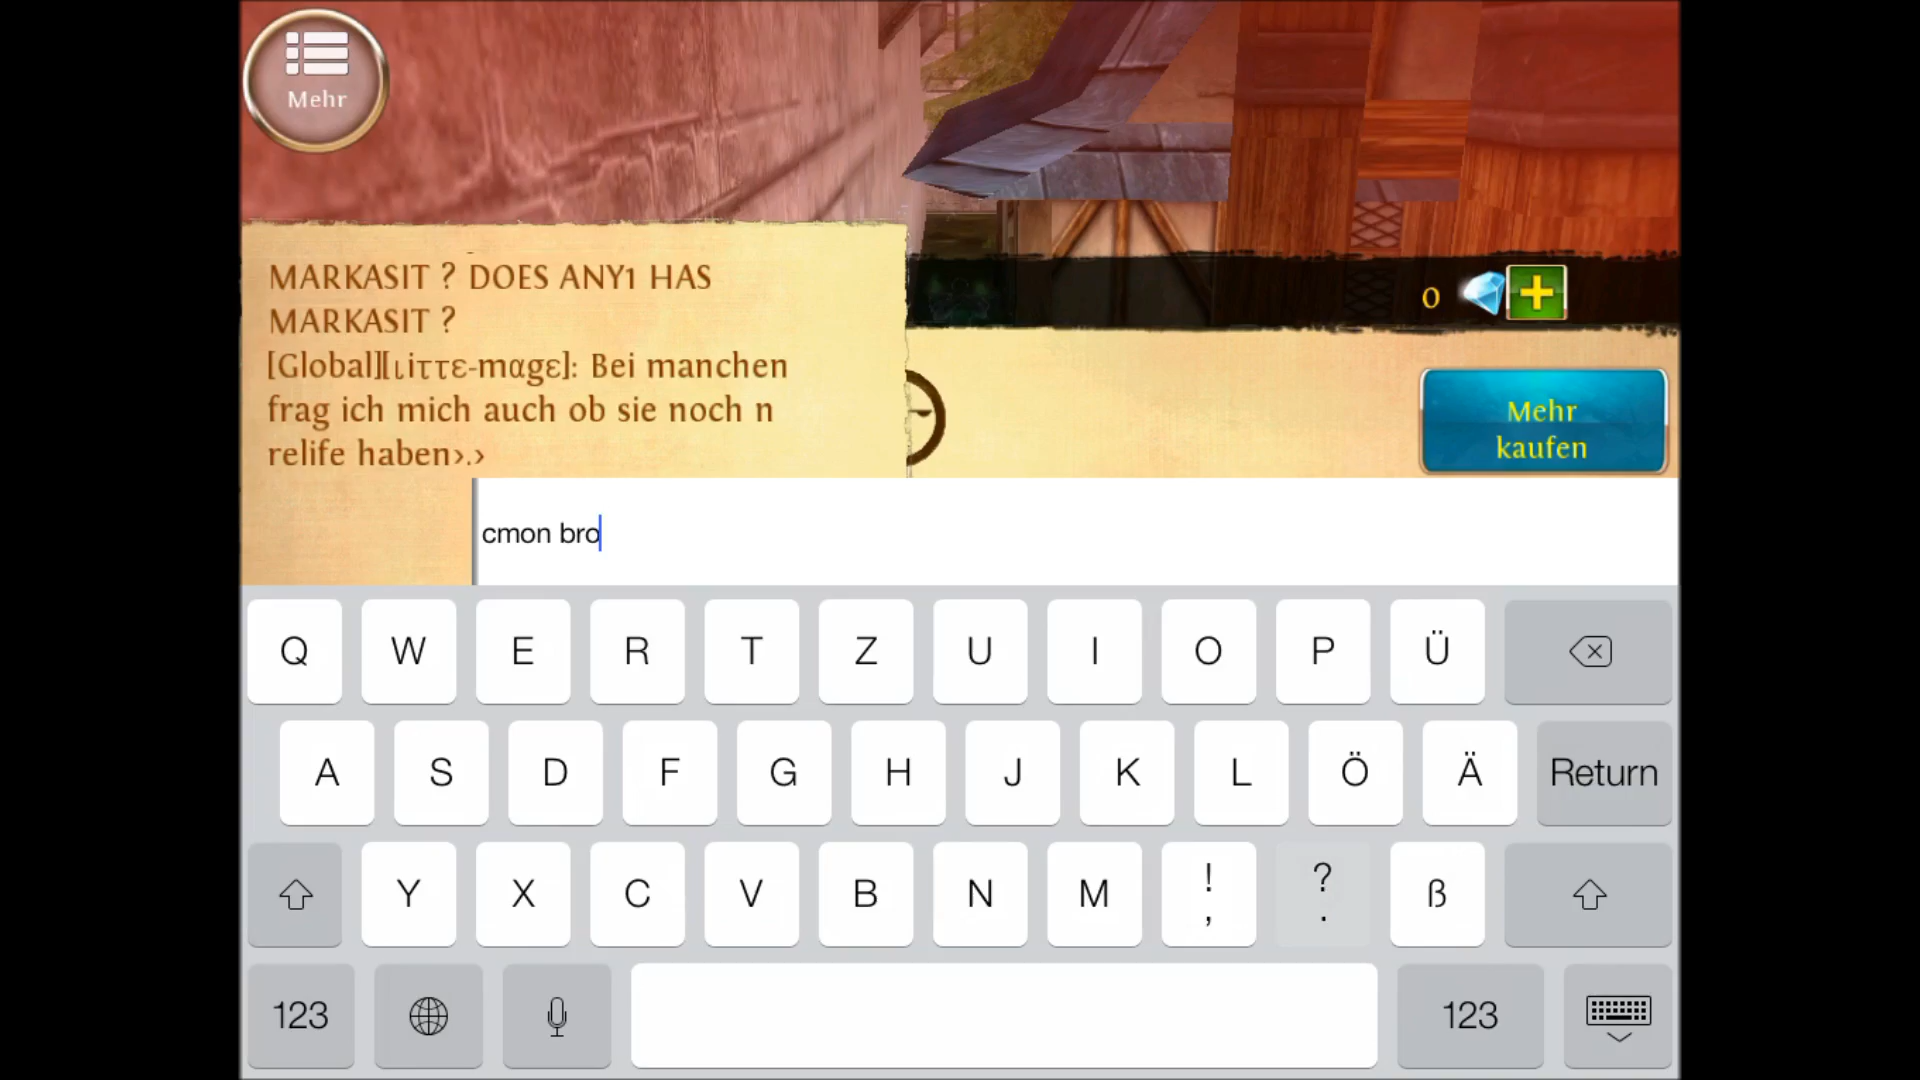 Mehr
MARKASIT ? DOES ANY1 HAS
MARKASIT ?
[Global][ιiττε-mαgε]: Bei manchen
frag ich mich auch ob sie noch n
relife haben›.›
0
Mehr
kaufen
cmon bro
Q W E R T Z U I O P Ü
A S D F G H J K L Ö Ä Return
Y X C V B N M ! , ? . ß
123 123